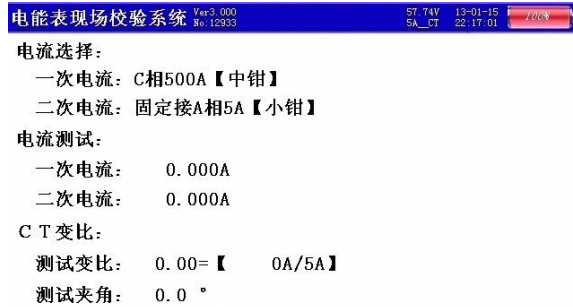 电能表现场校验系统 Ver3.000 No:12933 57.74V 5A__CT 13-01-15 22:17:01 100%
电流选择:
一次电流: C相500A【中钳】
二次电流: 固定接A相5A【小钳】
电流测试:
一次电流: 0.000A
二次电流: 0.000A
CT变比:
测试变比: 0.00=【 0A/5A】
测试夹角: 0.0 °